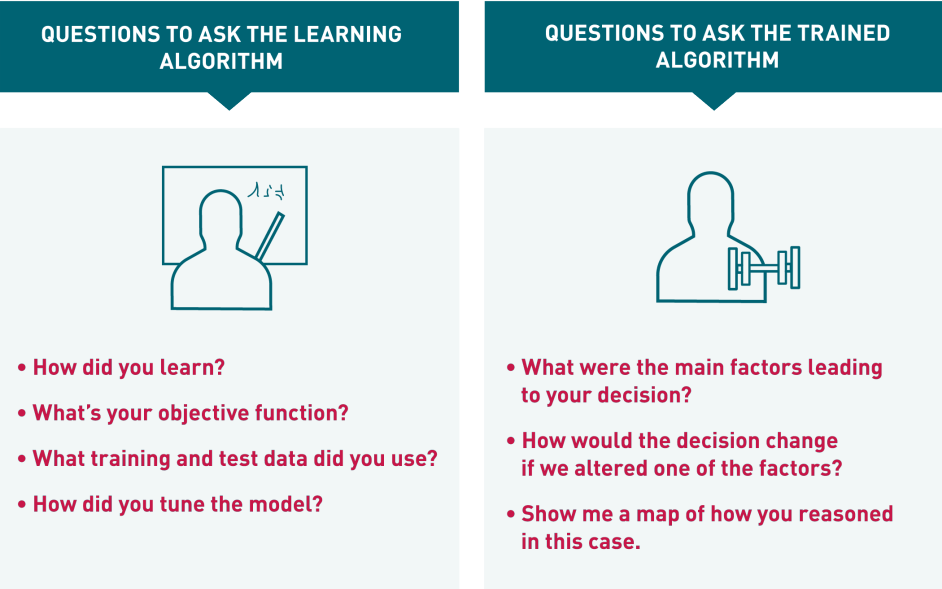 QUESTIONS TO ASK THE LEARNING
ALGORITHM
• How did you learn?
• What's your objective function?
• What training and test data did you use?
• How did you tune the model?
QUESTIONS TO ASK THE TRAINED
ALGORITHM
• What were the main factors leading
to your decision?
• How would the decision change
if we altered one of the factors?
• Show me a map of how you reasoned
in this case.